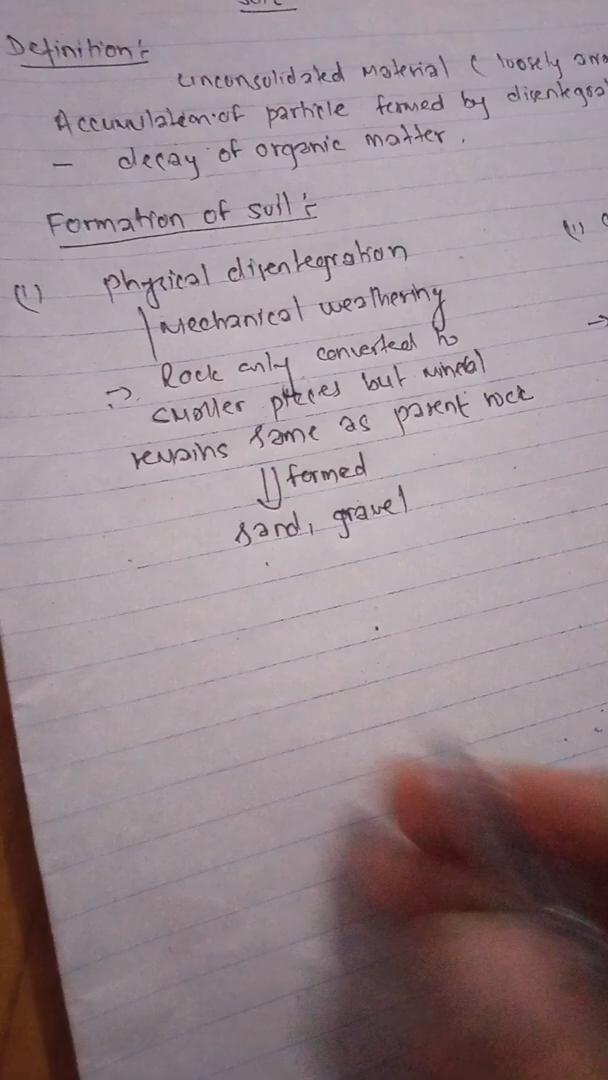 Definition :
Unconsolidated Material ( loosely
Accumulation of particle formed by
– decay of organic matter.
Formation of soil :
(1) physical disentegration
Mechanical weathering
→ Rock only converted to
smaller pieces but mineral
remains same as parent rock
⇓ formed
sand, gravel